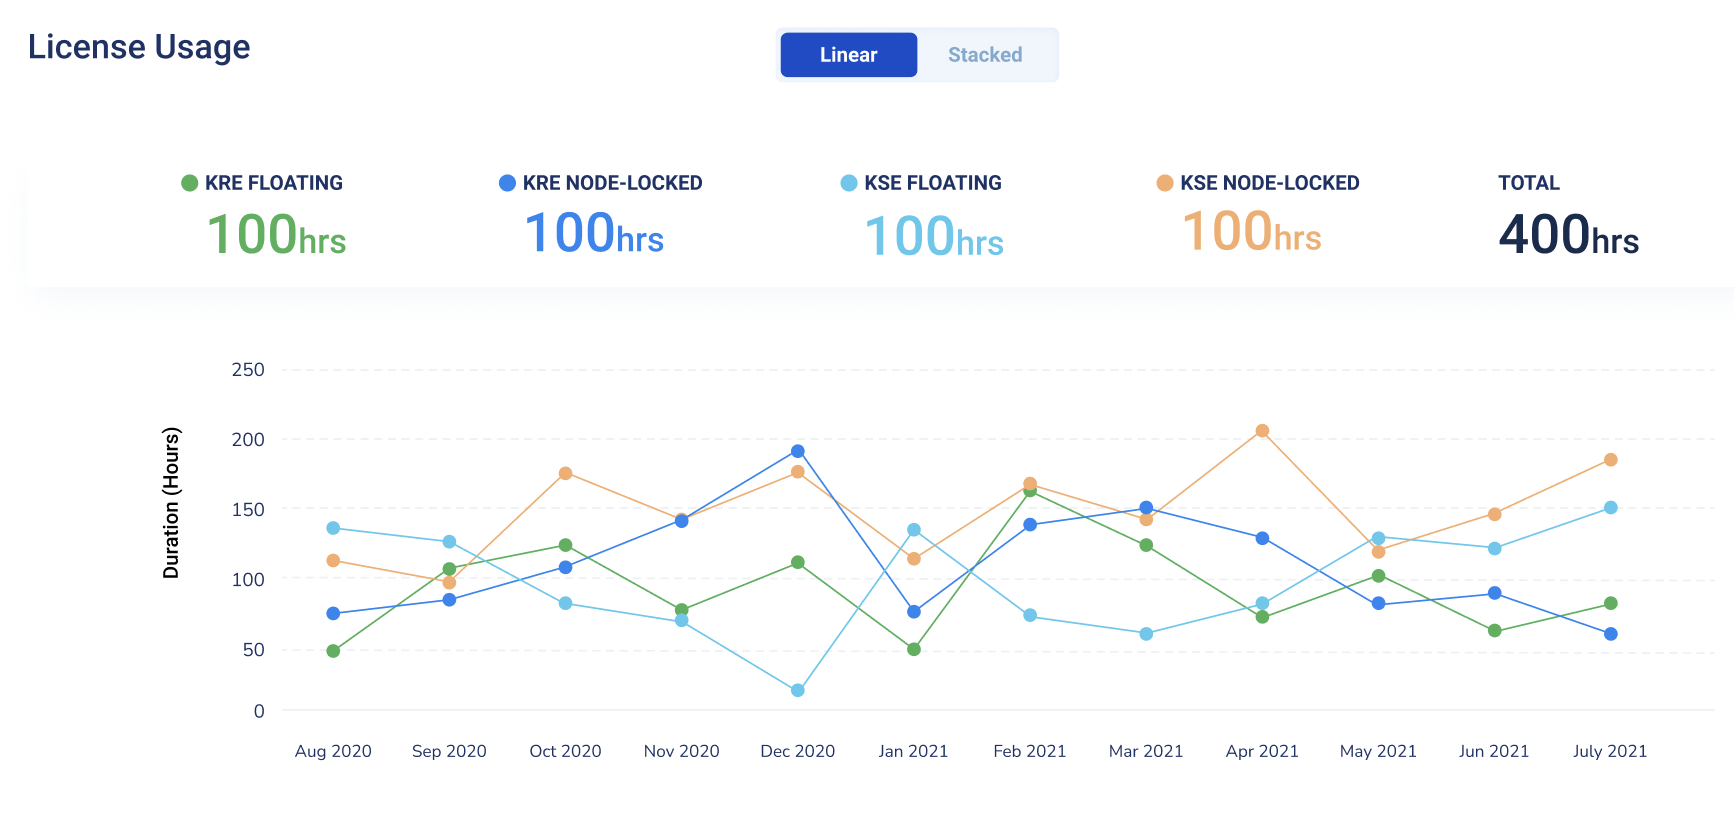 License Usage
Linear
Stacked
KRE FLOATING
100hrs
KRE NODE-LOCKED
100hrs
KSE FLOATING
100hrs
KSE NODE-LOCKED
100hrs
TOTAL
400hrs
Duration (Hours)
250
200
150
100
50
0
Aug 2020
Sep 2020
Oct 2020
Nov 2020
Dec 2020
Jan 2021
Feb 2021
Mar 2021
Apr 2021
May 2021
Jun 2021
July 2021